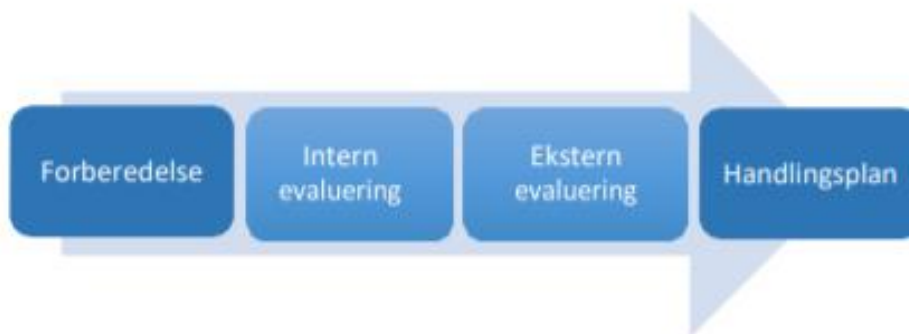 Forberedelse
Intern
evaluering
Ekstern
evaluering
Handlingsplan